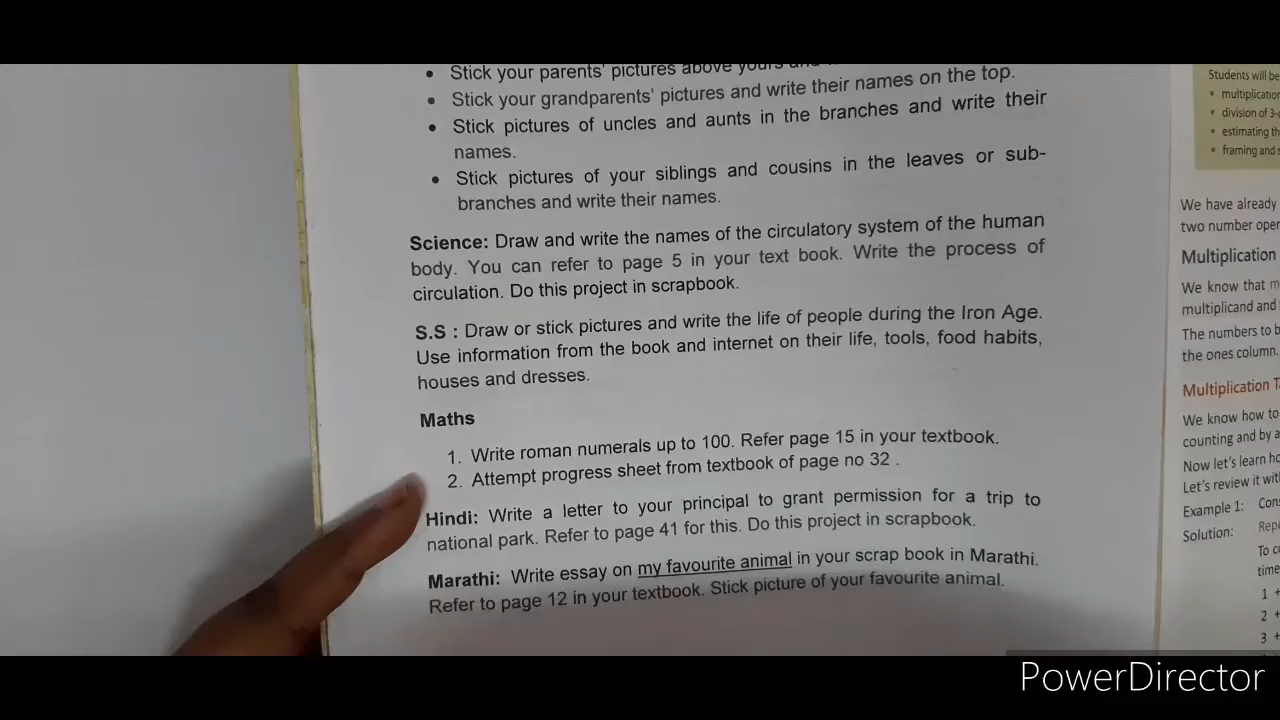 • Stick your parents' pictures above yours and
• Stick your grandparents' pictures and write their names on the top.
• Stick pictures of uncles and aunts in the branches and write their
names.
• Stick pictures of your siblings and cousins in the leaves or sub-
branches and write their names.
Science: Draw and write the names of the circulatory system of the human
body. You can refer to page 5 in your text book. Write the process of
circulation. Do this project in scrapbook.
S.S : Draw or stick pictures and write the life of people during the Iron Age.
Use information from the book and internet on their life, tools, food habits,
houses and dresses.
Maths
1. Write roman numerals up to 100. Refer page 15 in your textbook.
2. Attempt progress sheet from textbook of page no 32 .
Hindi: Write a letter to your principal to grant permission for a trip to
national park. Refer to page 41 for this. Do this project in scrapbook.
Marathi: Write essay on my favourite animal in your scrap book in Marathi.
Refer to page 12 in your textbook. Stick picture of your favourite animal.
Students will be
• multiplication
• division of 3-
• estimating
• framing and
We have already
two number
Multiplication
We know that
multiplicand and
The numbers to
the ones column.
Multiplication
We know how to
counting and by
Now let's learn
Let's review it
Example 1:
Solution:
To
time
1 +
2 +
3 +
PowerDirector